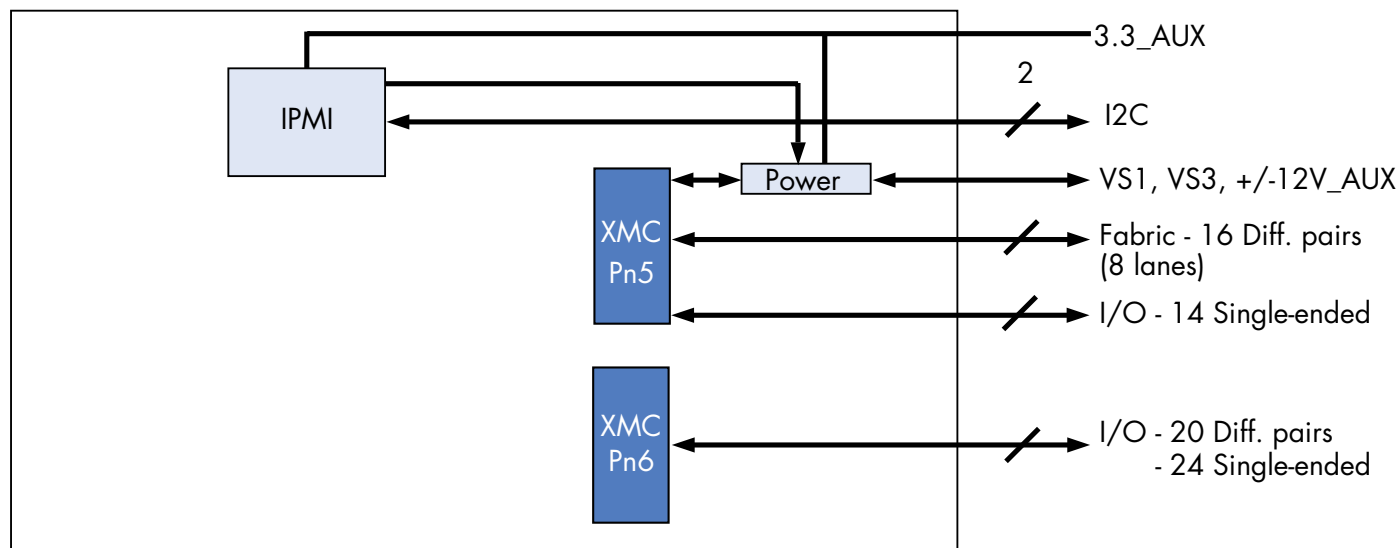 3.3_AUX
2
IPMI
I2C
Power
VS1, VS3, +/-12V_AUX
XMC
Pn5
Fabric - 16 Diff. pairs
(8 lanes)
I/O - 14 Single-ended
XMC
Pn6
I/O - 20 Diff. pairs
- 24 Single-ended